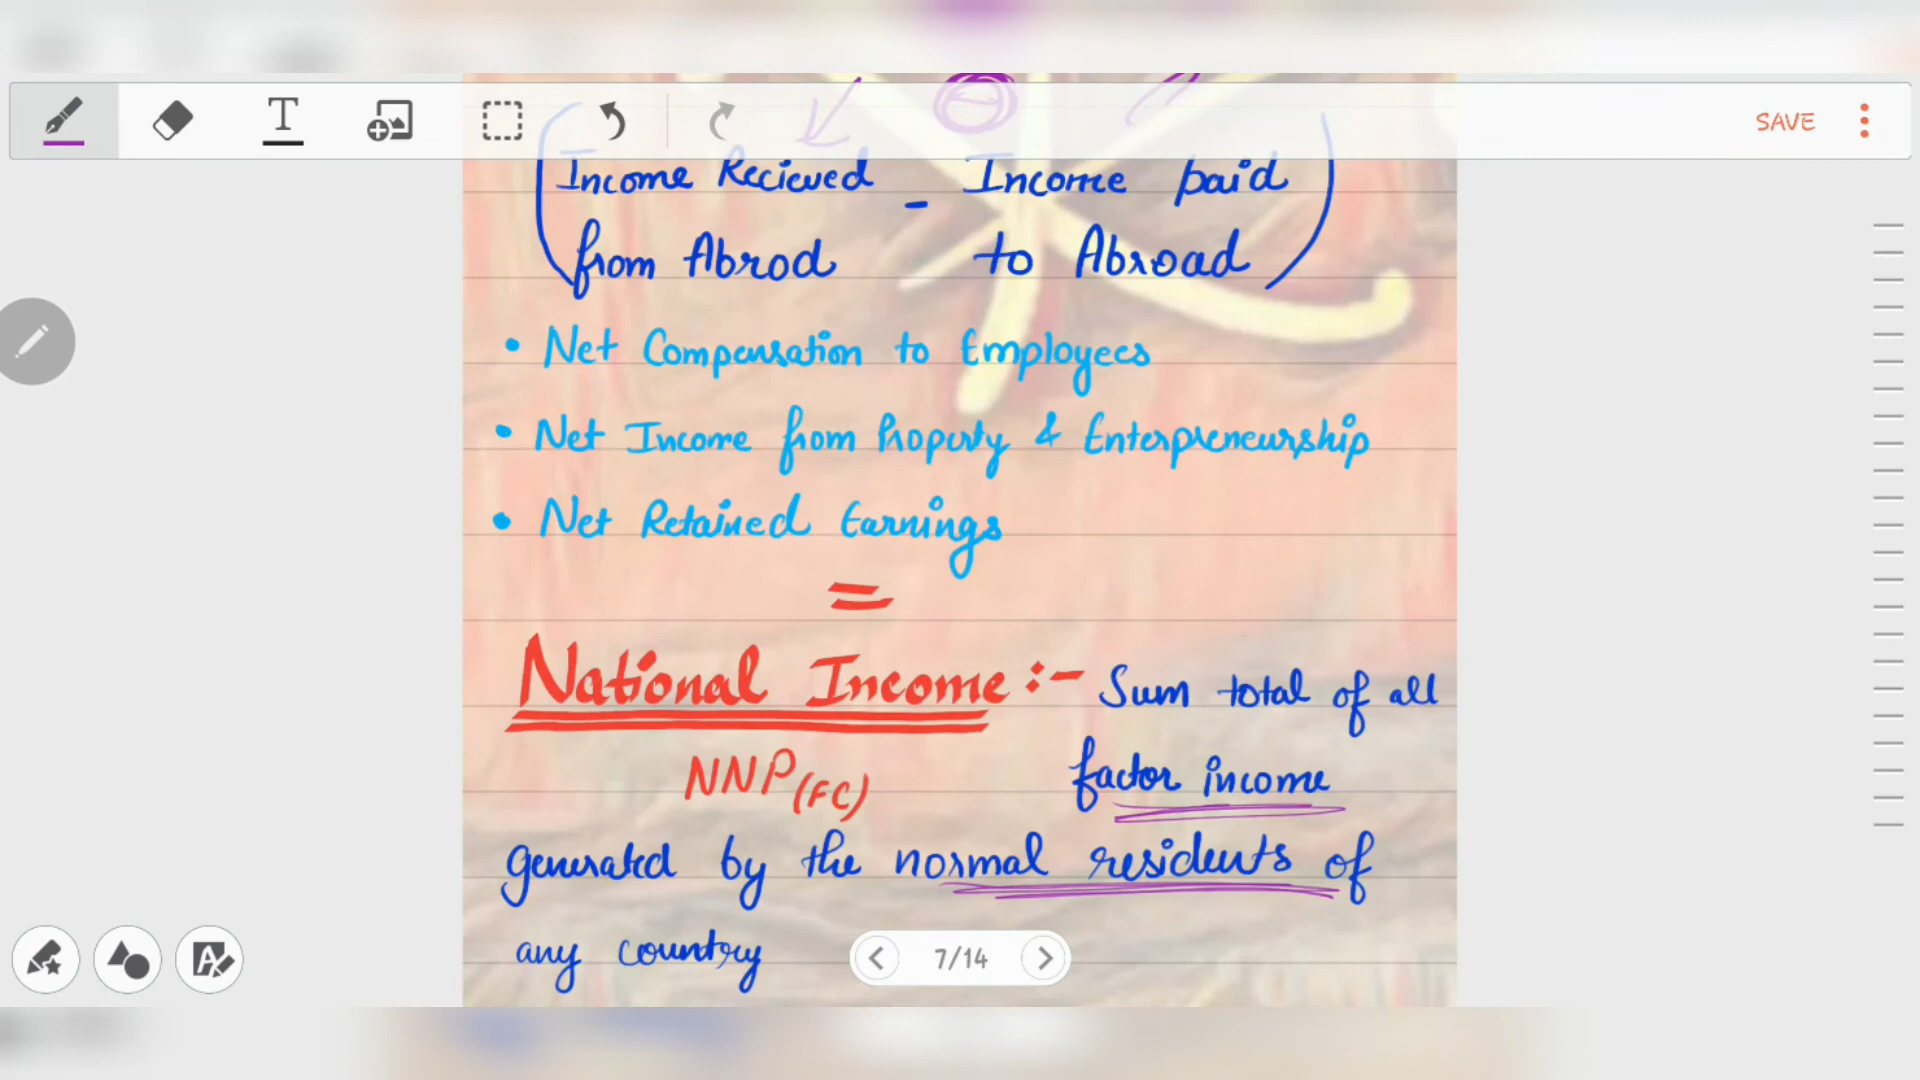 T
SAVE
Income Recieved - Income paid
from Abrod to Abroad
• Net Compensation to Employees
• Net Income from Property & Enterpreneurship
• Net Retained Earnings
=
National Income :- Sum total of all
NNP(FC) factor income
generated by the normal residents of
any country
7/14